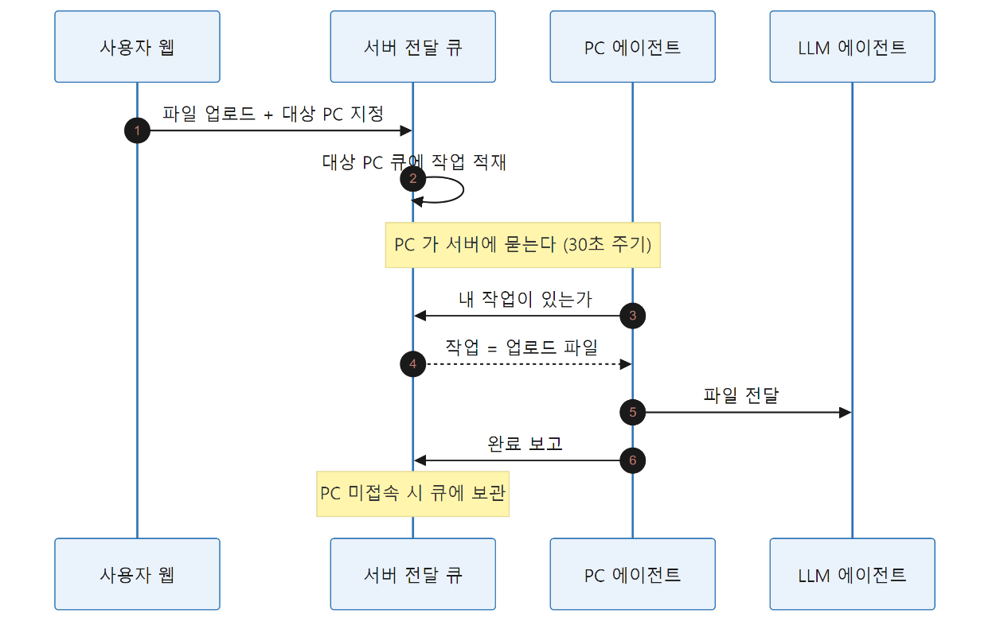 사용자 웹
서버 전달 큐
PC 에이전트
LLM 에이전트
파일 업로드 + 대상 PC 지정
1
대상 PC 큐에 작업 적재
2
PC 가 서버에 묻는다 (30초 주기)
내 작업이 있는가
3
작업 = 업로드 파일
4
파일 전달
5
완료 보고
6
PC 미접속 시 큐에 보관
사용자 웹
서버 전달 큐
PC 에이전트
LLM 에이전트